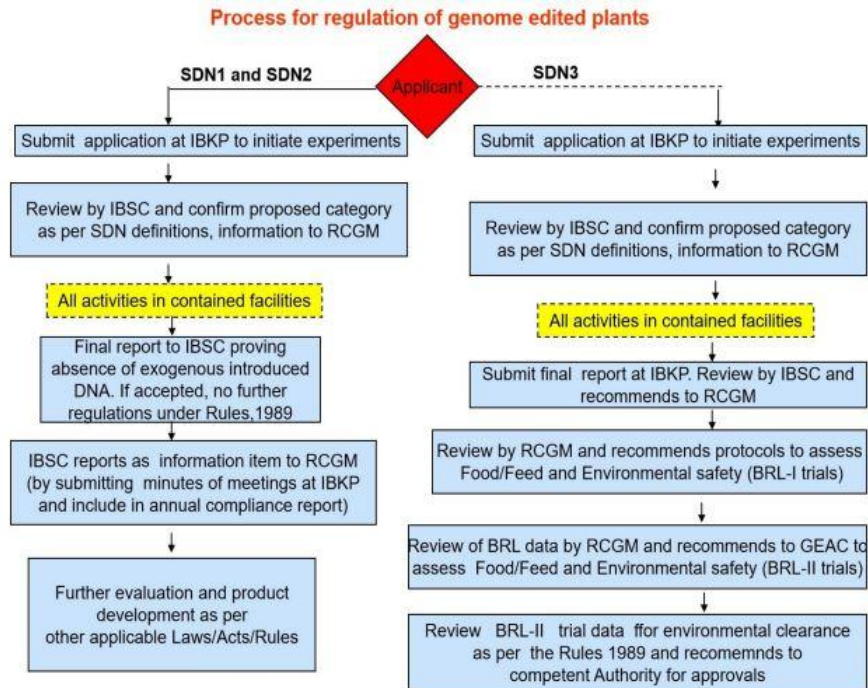 Process for regulation of genome edited plants
SDN1 and SDN2
Applicant
SDN3
Submit application at IBKP to initiate experiments
Review by IBSC and confirm proposed category
as per SDN definitions, information to RCGM
All activities in contained facilities
Final report to IBSC proving
absence of exogenous introduced
DNA. If accepted, no further
regulations under Rules,1989
IBSC reports as information item to RCGM
(by submitting minutes of meetings at IBKP
and include in annual compliance report)
Further evaluation and product
development as per
other applicable Laws/Acts/Rules
Submit application at IBKP to initiate experiments
Review by IBSC and confirm proposed category
as per SDN definitions, information to RCGM
All activities in contained facilities
Submit final report at IBKP. Review by IBSC and
recommends to RCGM
Review by RCGM and recommends protocols to assess
Food/Feed and Environmental safety (BRL-I trials)
Review of BRL data by RCGM and recommends to GEAC to
assess Food/Feed and Environmental safety (BRL-II trials)
Review BRL-II trial data ffor environmental clearance
as per the Rules 1989 and recomemnds to
competent Authority for approvals